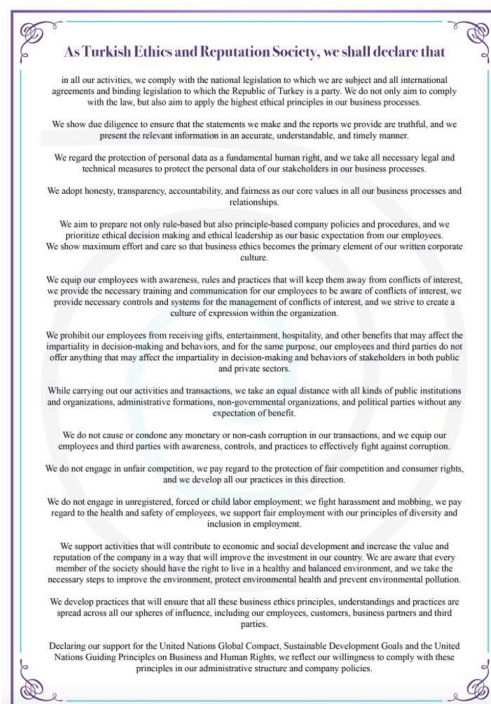 As Turkish Ethics and Reputation Society, we shall declare that
in all our activities, we comply with the national legislation to which we are subject and all international
agreements and binding legislation to which the Republic of Turkey is a party. We do not only aim to comply
with the law, but also aim to apply the highest ethical principles in our business processes.
We show due diligence to ensure that the statements we make and the reports we provide are truthful, and we
present the relevant information in an accurate, understandable, and timely manner.
We regard the protection of personal data as a fundamental human right, and we take all necessary legal and
technical measures to protect the personal data of our stakeholders in our business processes.
We adopt honesty, transparency, accountability, and fairness as our core values in all our business processes and
relationships.
We aim to prepare not only rule-based but also principle-based company policies and procedures, and we
prioritize ethical decision making and ethical leadership as our basic expectation from our employees.
We show maximum effort and care so that business ethics becomes the primary element of our written corporate
culture.
We equip our employees with awareness, rules and practices that will keep them away from conflicts of interest,
we provide the necessary training and communication for our employees to be aware of conflicts of interest, we
provide necessary controls and systems for the management of conflicts of interest, and we strive to create a
culture of expression within the organization.
We prohibit our employees from receiving gifts, entertainment, hospitality, and other benefits that may affect the
impartiality in decision-making and behaviors, and for the same purpose, our employees and third parties do not
offer anything that may affect the impartiality in decision-making and behaviors of stakeholders in both public
and private sectors.
While carrying out our activities and transactions, we take an equal distance with all kinds of public institutions
and organizations, administrative formations, non-governmental organizations, and political parties without any
expectation of benefit.
We do not cause or condone any monetary or non-cash corruption in our transactions, and we equip our
employees and third parties with awareness, controls, and practices to effectively fight against corruption.
We do not engage in unfair competition, we pay regard to the protection of fair competition and consumer rights,
and we develop all our practices in this direction.
We do not engage in unregistered, forced or child labor employment; we fight harassment and mobbing, we pay
regard to the health and safety of employees, we support fair employment with our principles of diversity and
inclusion in employment.
We support activities that will contribute to economic and social development and increase the value and
reputation of the company in a way that will improve the investment in our country. We are aware that every
member of the society should have the right to live in a healthy and balanced environment, and we take the
necessary steps to improve the environment, protect environmental health and prevent environmental pollution.
We develop practices that will ensure that all these business ethics principles, understandings and practices are
spread across all our spheres of influence, including our employees, customers, business partners and third
parties.
Declaring our support for the United Nations Global Compact, Sustainable Development Goals and the United
Nations Guiding Principles on Business and Human Rights, we reflect our willingness to comply with these
principles in our administrative structure and company policies.